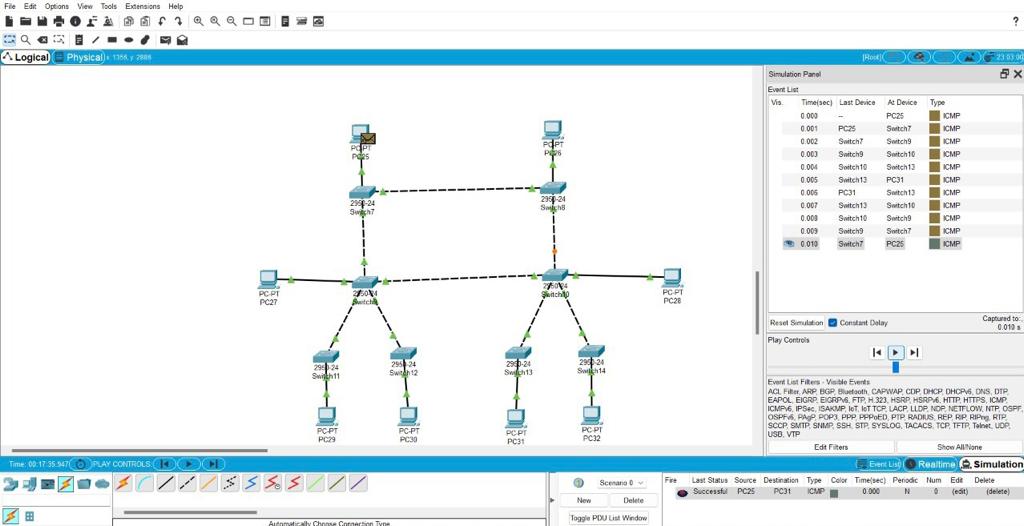 File Edit Options View Tools Extensions Help
?
Logical Physical x: 1356, y: 2886 [Root] 23:03:00
Simulation Panel
Event List
Vis. Time(sec) Last Device At Device Type
0.000 -- PC25 ICMP
0.001 PC25 Switch7 ICMP
0.002 Switch7 Switch9 ICMP
0.003 Switch9 Switch10 ICMP
0.004 Switch10 Switch13 ICMP
0.005 Switch13 PC31 ICMP
0.006 PC31 Switch13 ICMP
0.007 Switch13 Switch10 ICMP
0.008 Switch10 Switch9 ICMP
0.009 Switch9 Switch7 ICMP
0.010 Switch7 PC25 ICMP
Reset Simulation Constant Delay
Captured to:
0.010 s
Play Controls
Event List Filters - Visible Events
ACL Filter, ARP, BGP, Bluetooth, CAPWAP, CDP, DHCP, DHCPv6, DNS, DTP,
EAPOL, EIGRP, EIGRPv6, FTP, H.323, HSRP, HSRPv6, HTTP, HTTPS, ICMP,
ICMPv6, IPSec, ISAKMP, IoT, IoT TCP, LACP, LLDP, NDP, NETFLOW, NTP, OSPF,
OSPFv6, PAgP, POP3, PPP, PPPoED, PTP, RADIUS, REP, RIP, RIPng, RTP,
SCCP, SMTP, SNMP, SSH, STP, SYSLOG, TACACS, TCP, TFTP, Telnet, UDP,
USB, VTP
Edit Filters Show All/None
PC-PT
PC25
PC-PT
PC26
2950-24
Switch7
2950-24
Switch8
PC-PT
PC27
2950-24
2950-24
PC-PT
PC28
2950-24
Switch11
2950-24
Switch12
2950-24
Switch13
2950-24
Switch14
PC-PT
PC29
PC-PT
PC30
PC-PT
PC31
PC-PT
PC32
Time: 00:17:35.947 PLAY CONTROLS: Event List Realtime Simulation
Scenario 0
New Delete
Toggle PDU List Window
Fire Last Status Source Destination Type Color Time(sec) Periodic Num Edit Delete
Successful PC25 PC31 ICMP 0.000 N 0 (edit) (delete)
Automatically Choose Connection Type